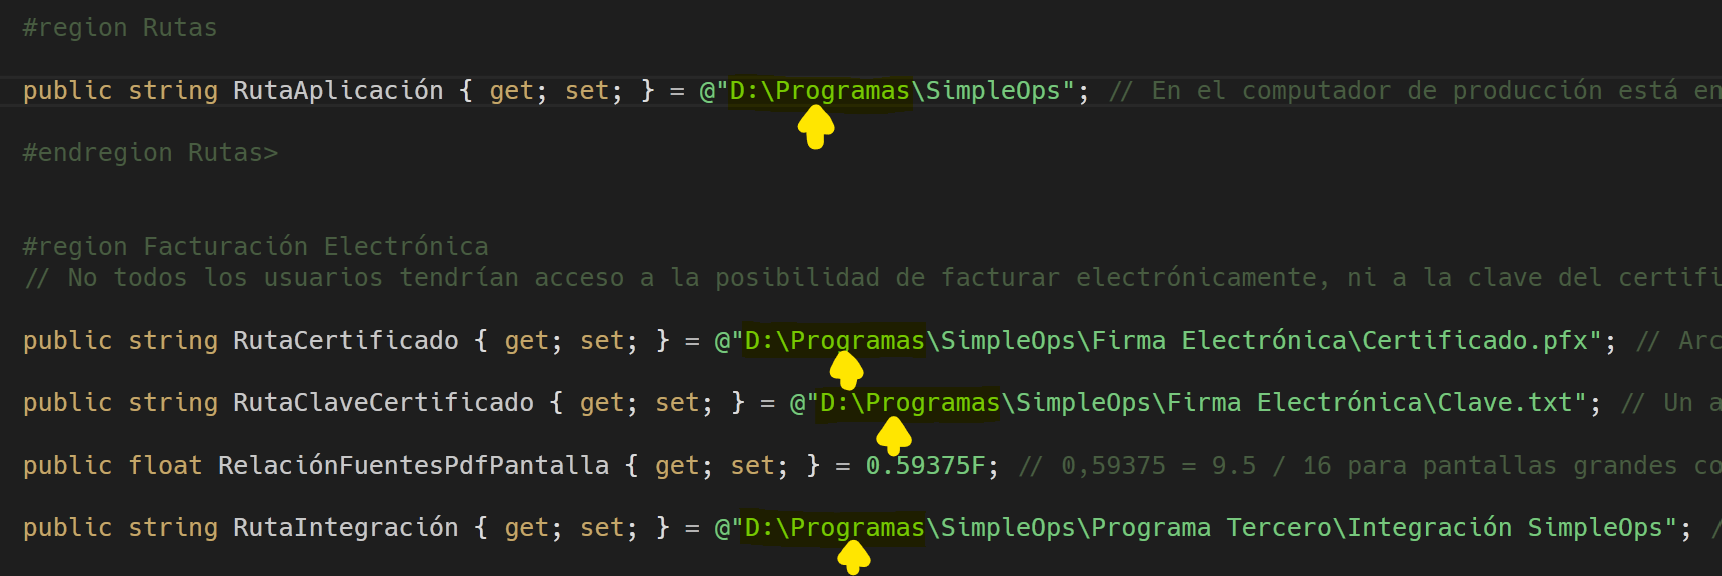 #region Rutas
public string RutaAplicación { get; set; } = @"D:\Programas\SimpleOps"; // En el computador de producción está en
#endregion Rutas>
#region Facturación Electrónica
// No todos los usuarios tendrían acceso a la posibilidad de facturar electrónicamente, ni a la clave del certifi
public string RutaCertificado { get; set; } = @"D:\Programas\SimpleOps\Firma Electrónica\Certificado.pfx"; // Arc
public string RutaClaveCertificado { get; set; } = @"D:\Programas\SimpleOps\Firma Electrónica\Clave.txt"; // Un a
public float RelaciónFuentesPdfPantalla { get; set; } = 0.59375F; // 0,59375 = 9.5 / 16 para pantallas grandes co
public string RutaIntegración { get; set; } = @"D:\Programas\SimpleOps\Programa Tercero\Integración SimpleOps"; /